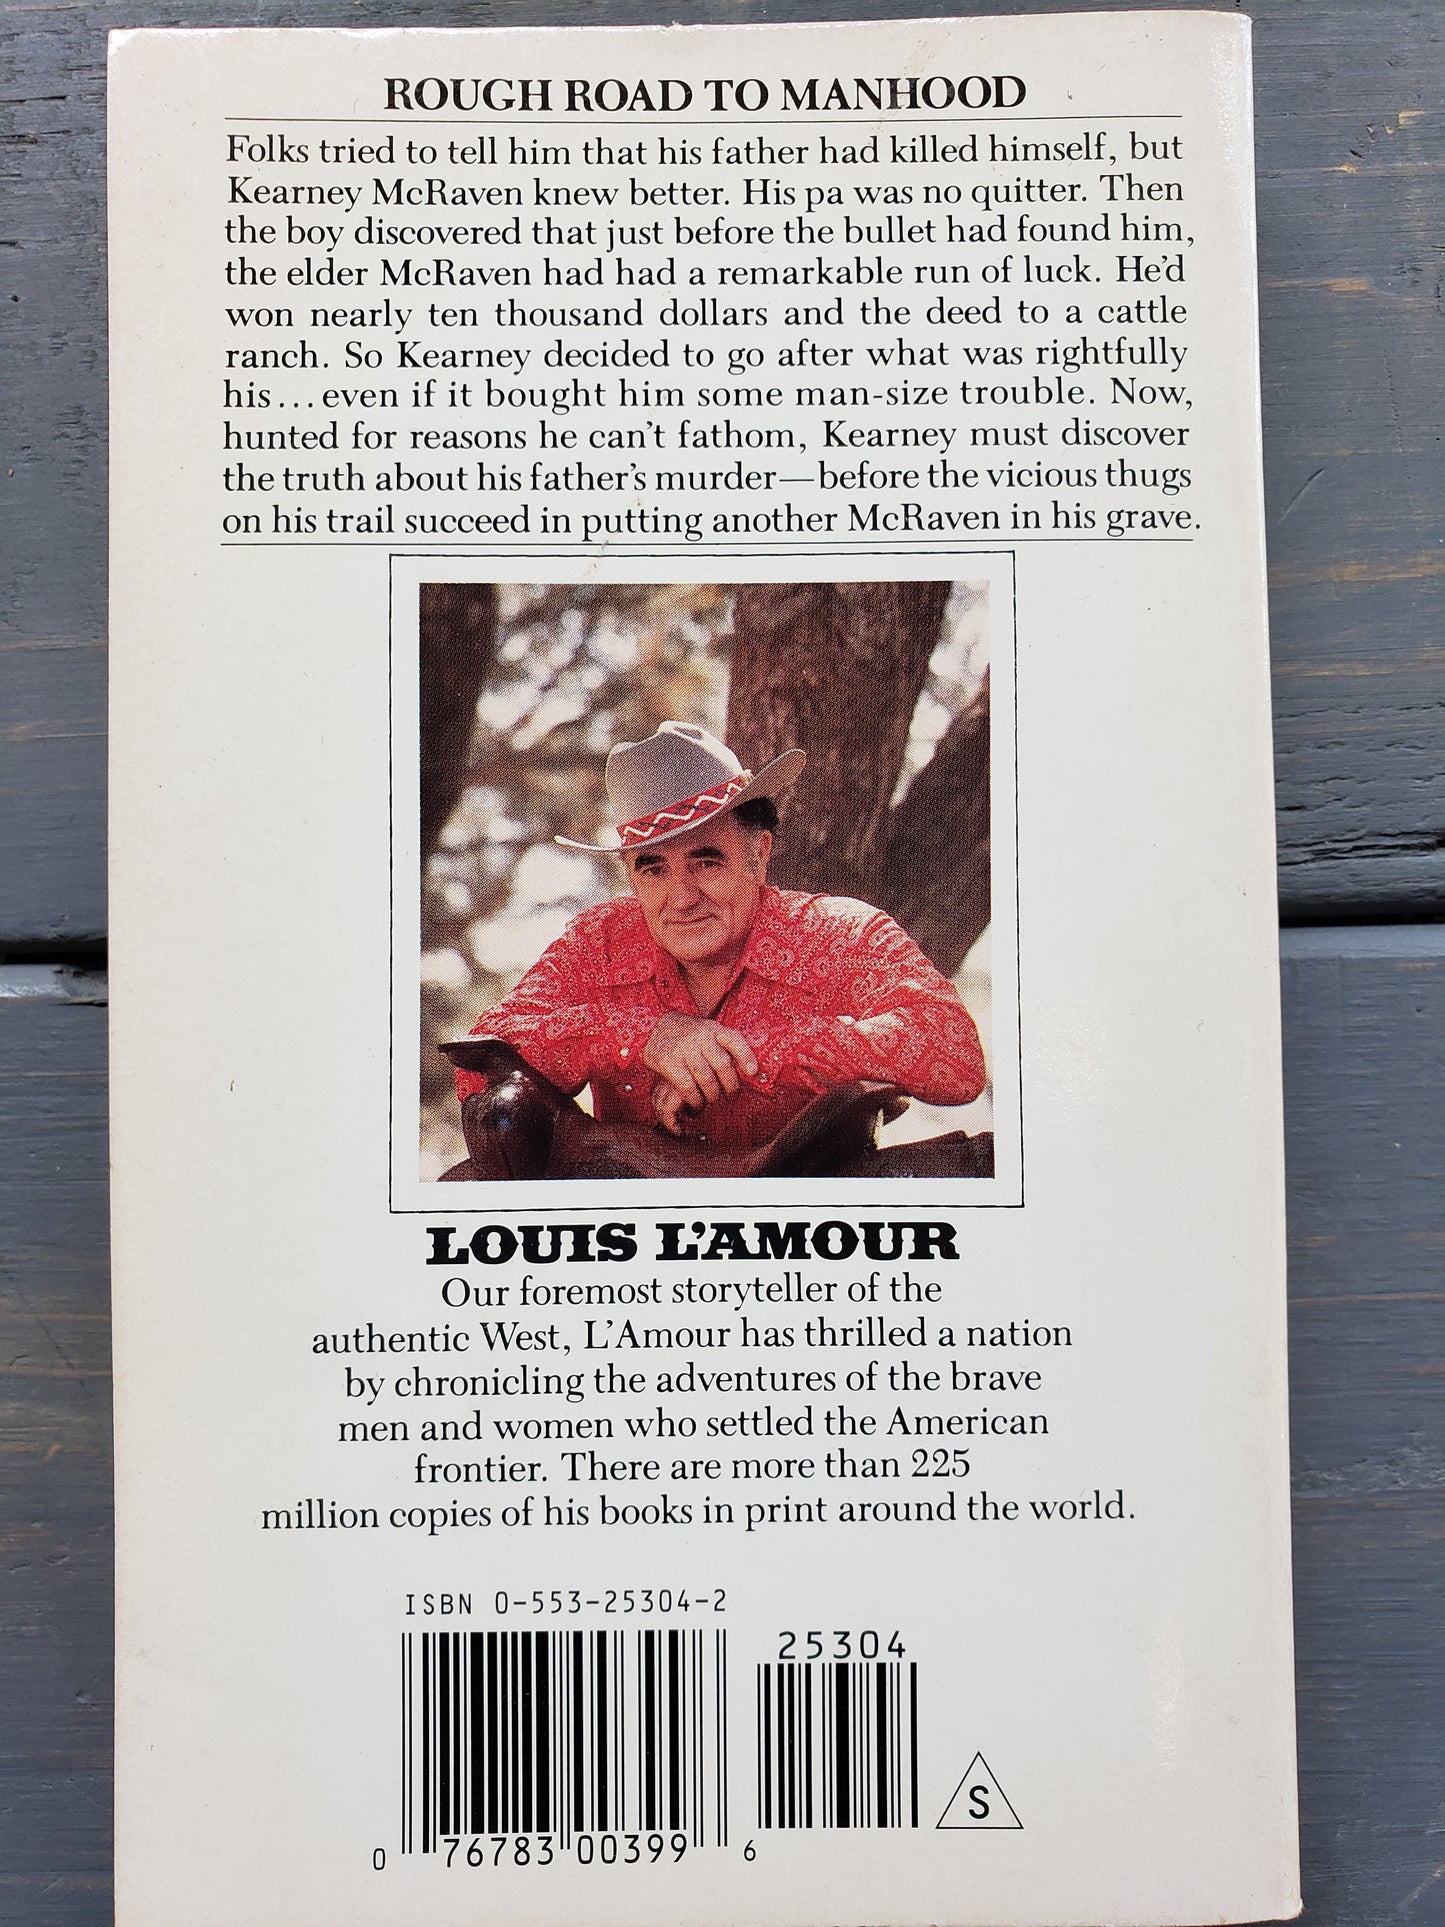 ROUGH ROAD TO MANHOOD
Folks tried to tell him that his father had killed himself, but
Kearney McRaven knew better. His pa was no quitter. Then
the boy discovered that just before the bullet had found him,
the elder McRaven had had a remarkable run of luck. He'd
won nearly ten thousand dollars and the deed to a cattle
ranch. So Kearney decided to go after what was rightfully
his...even if it bought him some man-size trouble. Now,
hunted for reasons he can't fathom, Kearney must discover
the truth about his father's murder—before the vicious thugs
on his trail succeed in putting another McRaven in his grave.
LOUIS L'AMOUR
Our foremost storyteller of the
authentic West, L'Amour has thrilled a nation
by chronicling the adventures of the brave
men and women who settled the American
frontier. There are more than 225
million copies of his books in print around the world.
ISBN 0-553-25304-2
25304
0 76783 00399 6
S